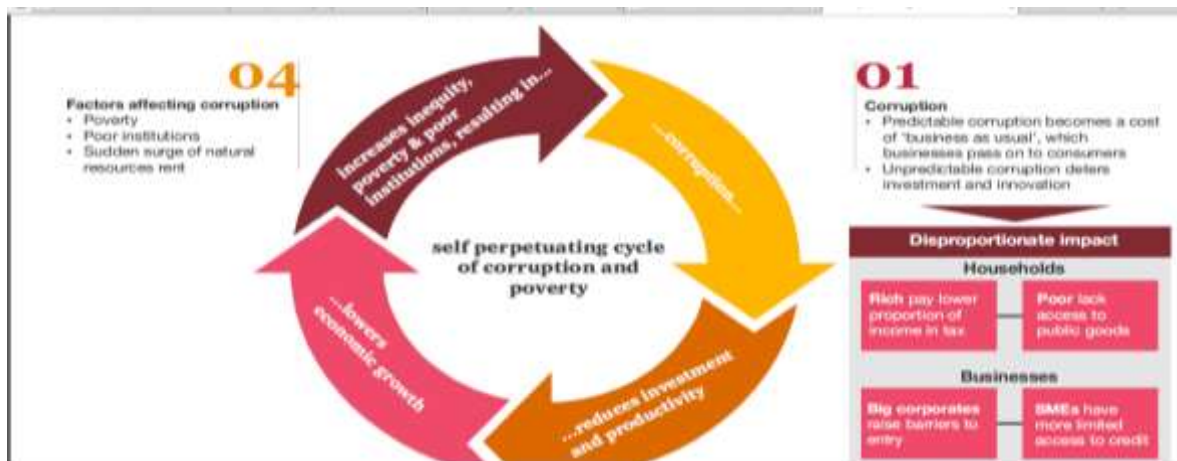 04
Factors affecting corruption
• Poverty
• Poor institutions
• Sudden surge of natural
resources rent
increases inequity,
poverty & poor
institutions, resulting in...
...corruption...
...reduces investment
and productivity
...lowers
economic growth
self perpetuating cycle
of corruption and
poverty
01
Corruption
• Predictable corruption becomes a cost
of 'business as usual', which
businesses pass on to consumers
• Unpredictable corruption deters
investment and innovation
Disproportionate impact
Households
Rich pay lower
proportion of
income in tax
Poor lack
access to
public goods
Businesses
Big corporates
raise barriers to
entry
SMEs have
more limited
access to credit